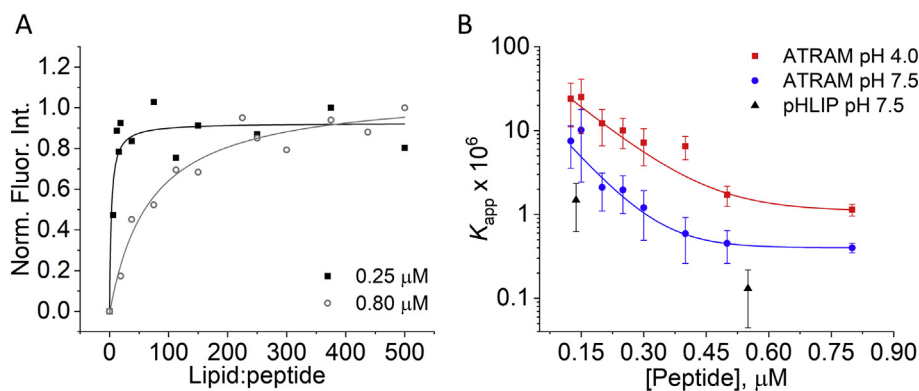 A
Norm. Fluor. Int.
1.2
1.0
0.8
0.6
0.4
0.2
0.0
0.25 µM
0.80 µM
0 100 200 300 400 500
Lipid:peptide
B
K_app x 10^6
100
10
1
0.1
ATRAM pH 4.0
ATRAM pH 7.5
pHLIP pH 7.5
0.15 0.30 0.45 0.60 0.75 0.90
[Peptide], µM